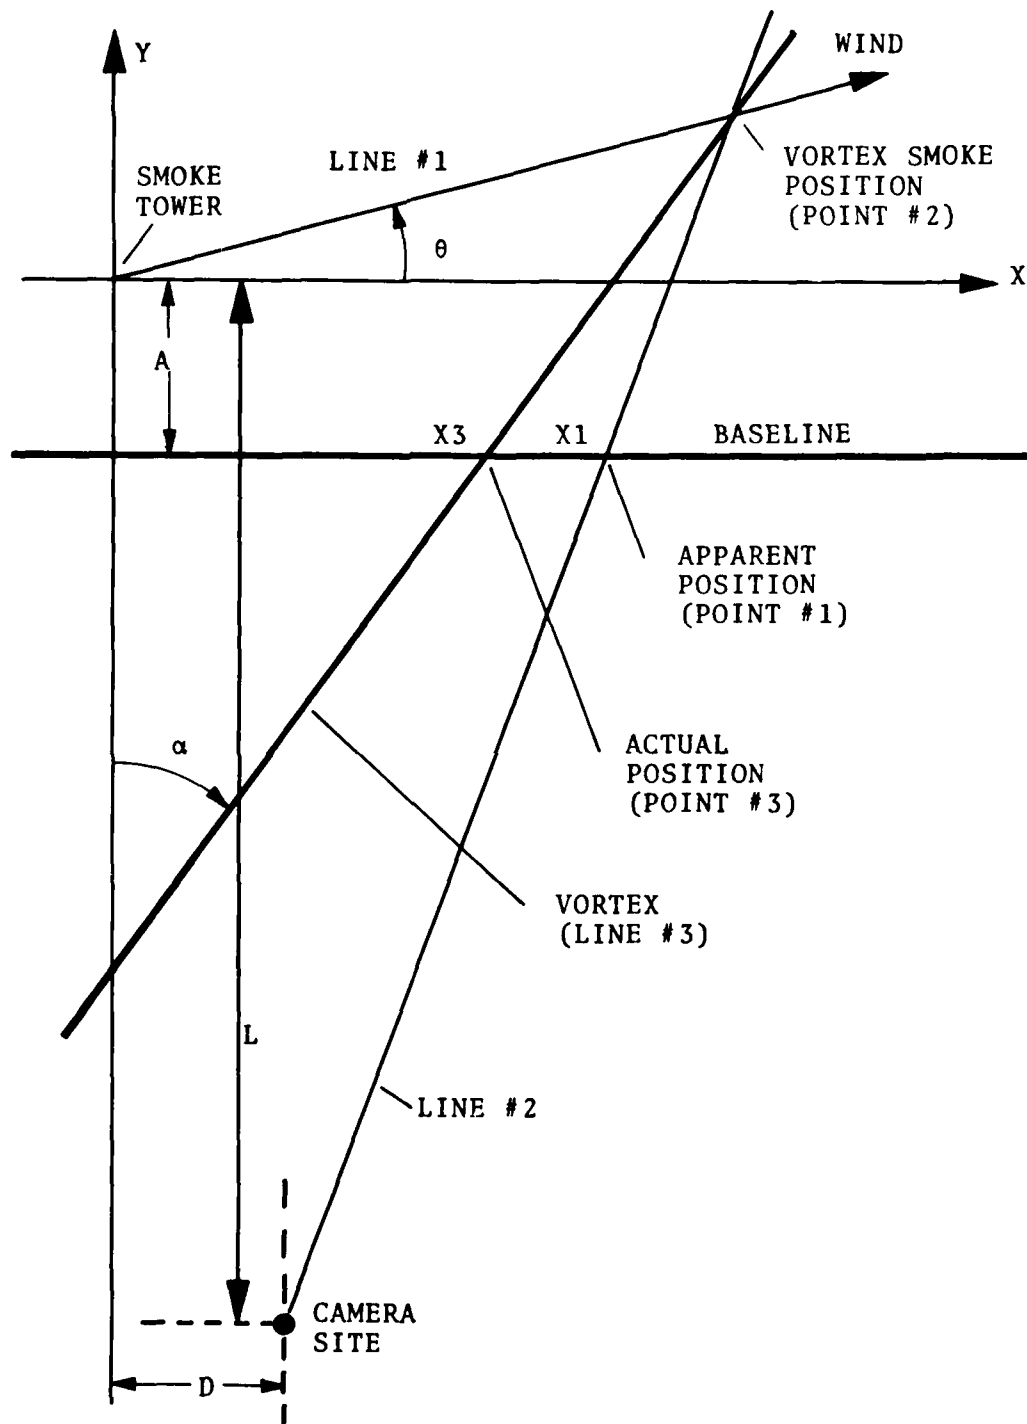 Y
WIND
LINE #1
SMOKE
TOWER
VORTEX SMOKE
POSITION
(POINT #2)
θ
X
A
X3
X1
BASELINE
APPARENT
POSITION
(POINT #1)
α
ACTUAL
POSITION
(POINT #3)
VORTEX
(LINE #3)
L
LINE #2
CAMERA
SITE
D